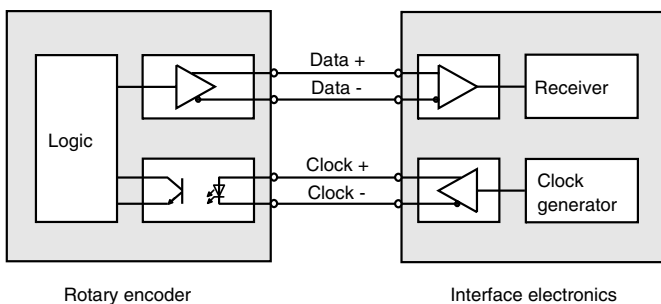 Data +
Data -
Receiver
Logic
Clock +
Clock -
Clock
generator
Rotary encoder
Interface electronics